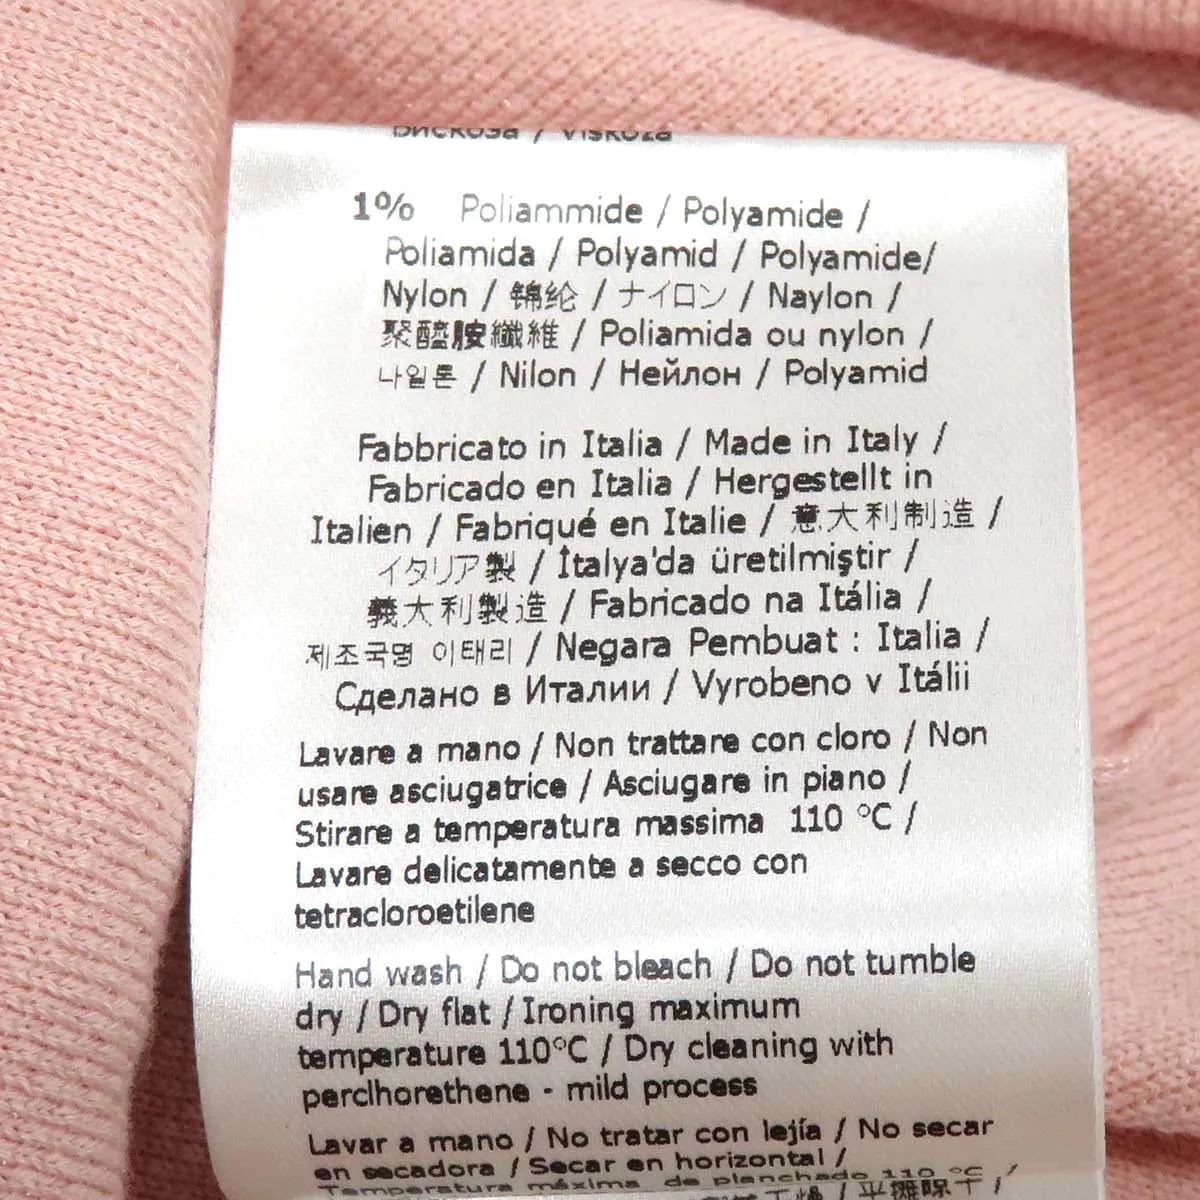 Вискоза / Viskoza
1% Poliammide / Polyamide /
Poliamida / Polyamid / Polyamide/
Nylon / 锦纶 / ナイロン / Naylon /
聚醯胺纖維 / Poliamida ou nylon /
나일론 / Nilon / Нейлон / Polyamid
Fabbricato in Italia / Made in Italy /
Fabricado en Italia / Hergestellt in
Italien / Fabriqué en Italie / 意大利制造 /
イタリア製 / İtalya'da üretilmiştir /
義大利製造 / Fabricado na Itália /
제조국명 이태리 / Negara Pembuat : Italia /
Сделано в Италии / Vyrobeno v Itálii
Lavare a mano / Non trattare con cloro / Non
usare asciugatrice / Asciugare in piano /
Stirare a temperatura massima 110 °C /
Lavare delicatamente a secco con
tetracloroetilene
Hand wash / Do not bleach / Do not tumble
dry / Dry flat / Ironing maximum
temperature 110°C / Dry cleaning with
perclhorethene - mild process
Lavar a mano / No tratar con lejía / No secar
en secadora / Secar en horizontal /
Temperatura máxima de planchado 110 °C /